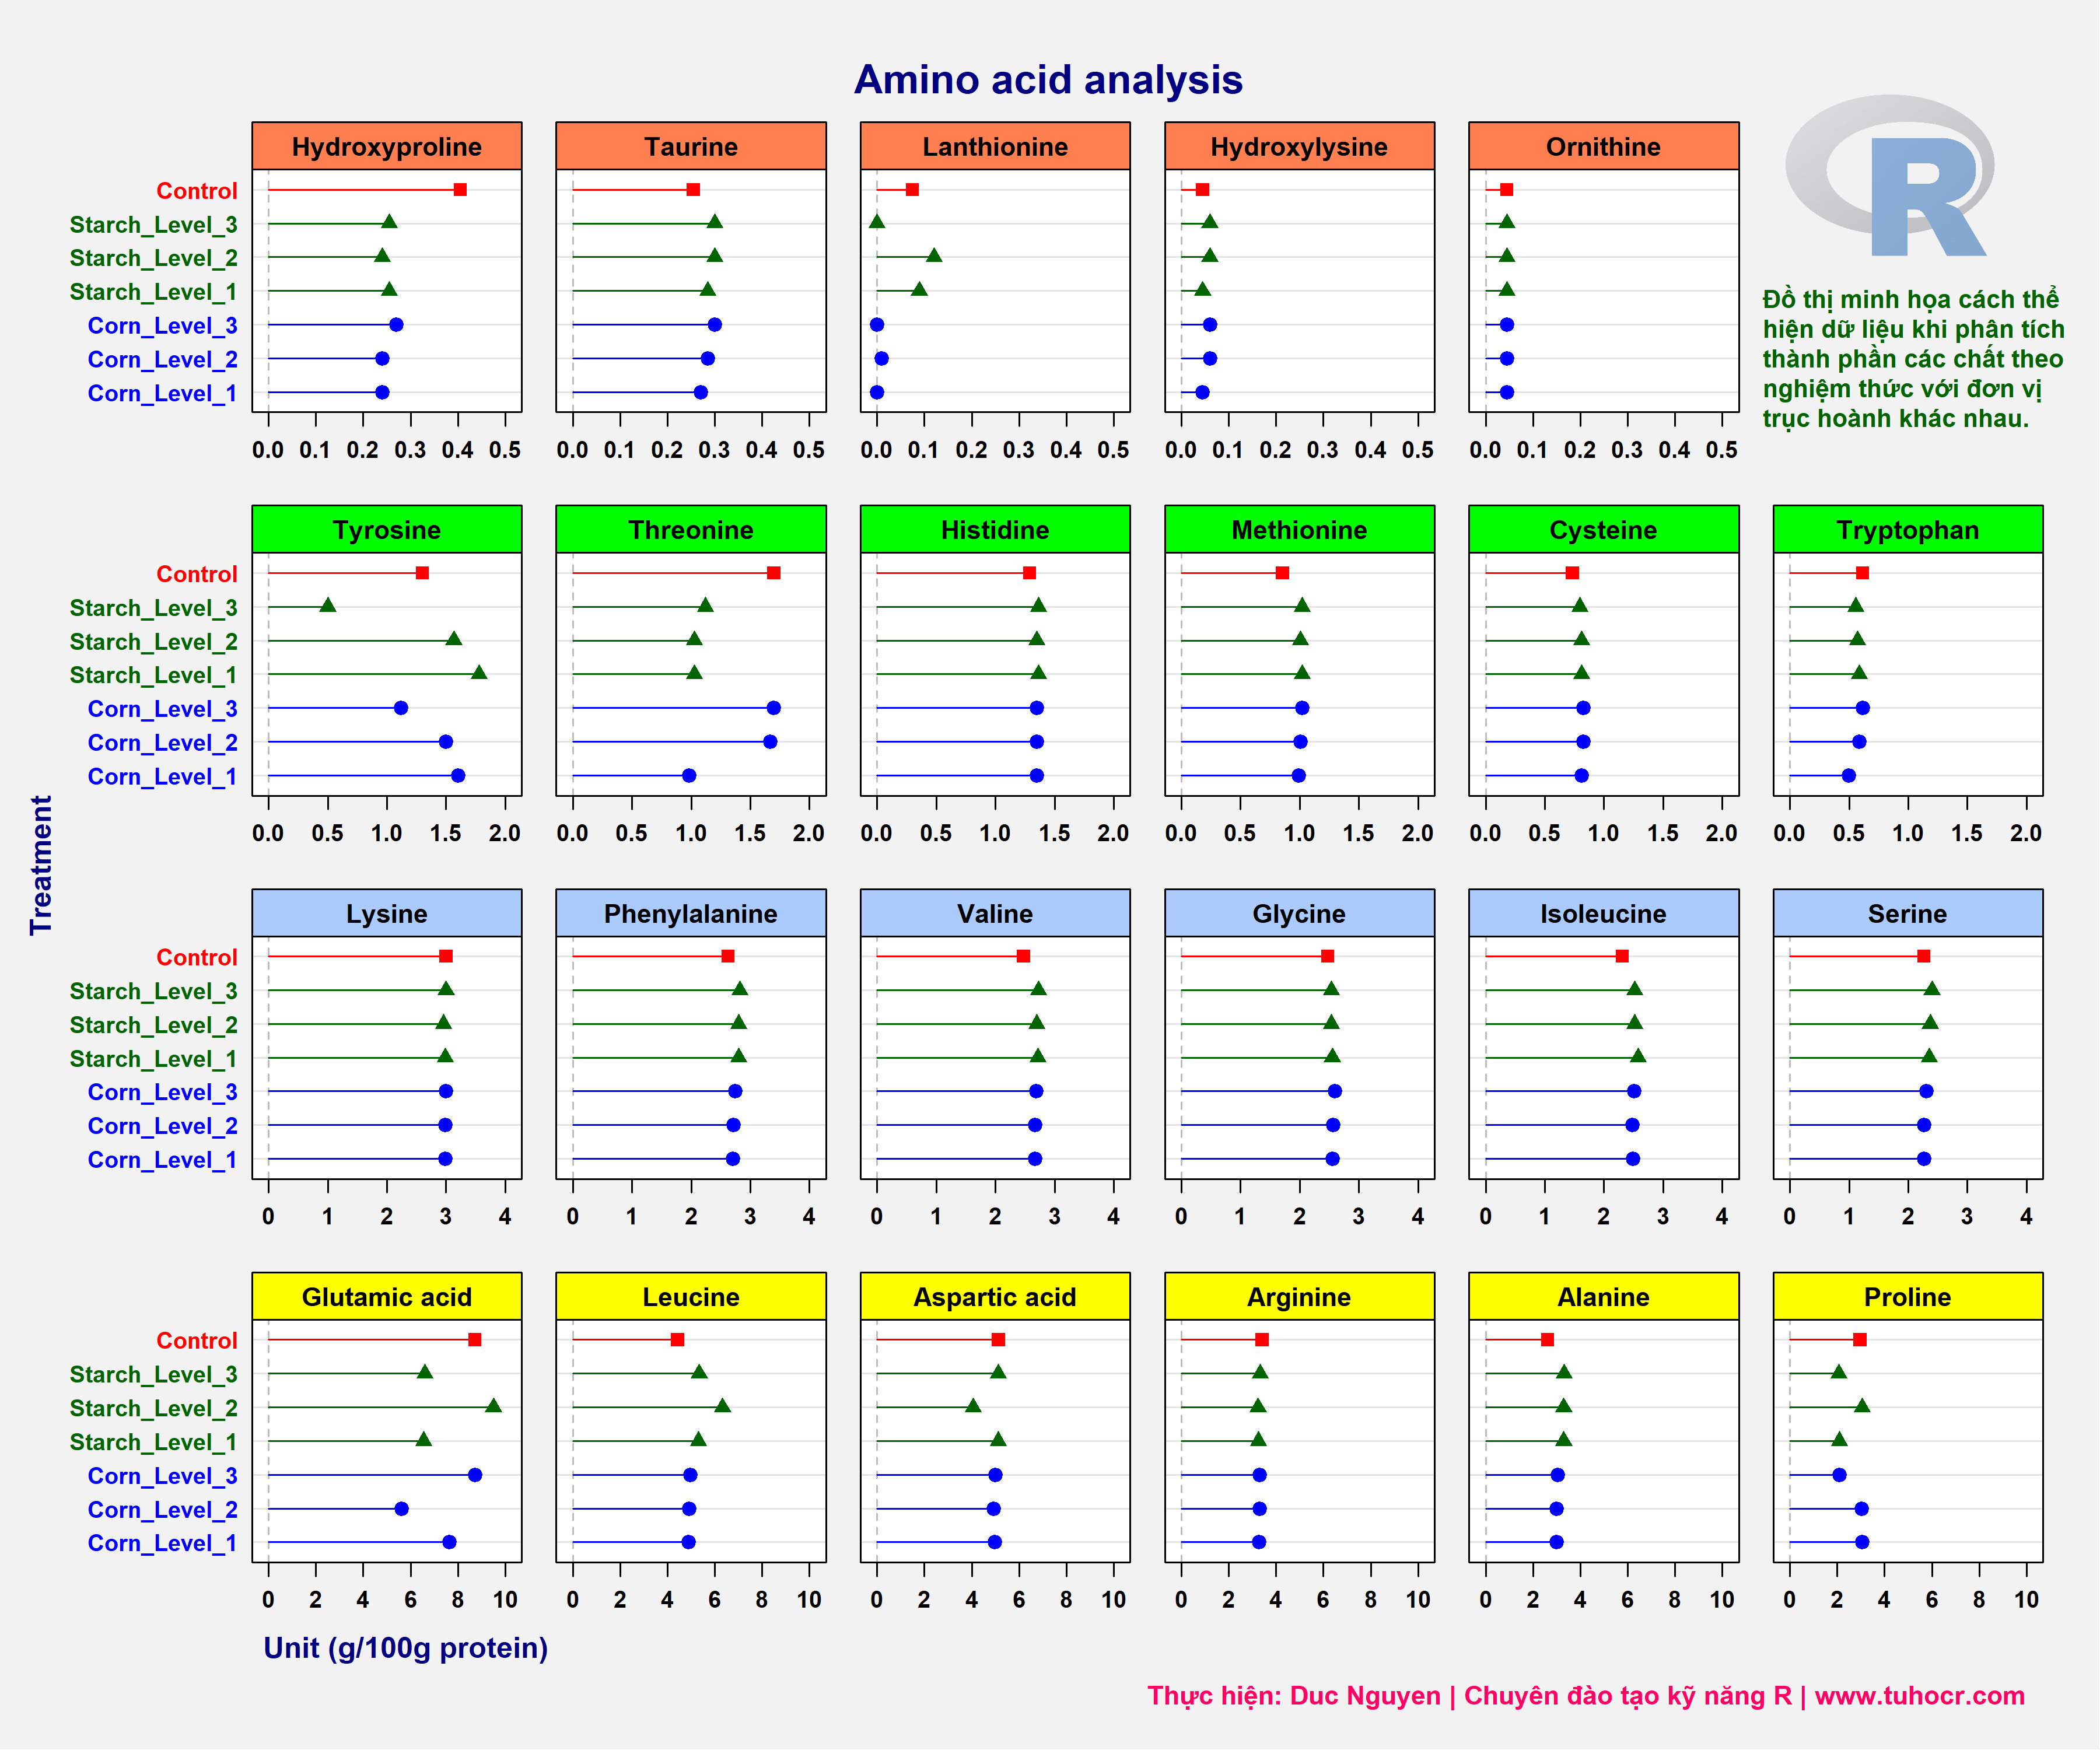 Amino acid analysis
Hydroxyproline Taurine Lanthionine Hydroxylysine Ornithine
R
Control
Starch_Level_3
Starch_Level_2
Starch_Level_1
Corn_Level_3
Corn_Level_2
Corn_Level_1
0.0 0.1 0.2 0.3 0.4 0.5 0.0 0.1 0.2 0.3 0.4 0.5 0.0 0.1 0.2 0.3 0.4 0.5 0.0 0.1 0.2 0.3 0.4 0.5 0.0 0.1 0.2 0.3 0.4 0.5
Đồ thị minh họa cách thể
hiện dữ liệu khi phân tích
thành phần các chất theo
nghiệm thức với đơn vị
trục hoành khác nhau.
Tyrosine Threonine Histidine Methionine Cysteine Tryptophan
Control
Starch_Level_3
Starch_Level_2
Starch_Level_1
Corn_Level_3
Corn_Level_2
Corn_Level_1
0.0 0.5 1.0 1.5 2.0 0.0 0.5 1.0 1.5 2.0 0.0 0.5 1.0 1.5 2.0 0.0 0.5 1.0 1.5 2.0 0.0 0.5 1.0 1.5 2.0 0.0 0.5 1.0 1.5 2.0
Treatment
Lysine Phenylalanine Valine Glycine Isoleucine Serine
Control
Starch_Level_3
Starch_Level_2
Starch_Level_1
Corn_Level_3
Corn_Level_2
Corn_Level_1
0 1 2 3 4 0 1 2 3 4 0 1 2 3 4 0 1 2 3 4 0 1 2 3 4 0 1 2 3 4
Glutamic acid Leucine Aspartic acid Arginine Alanine Proline
Control
Starch_Level_3
Starch_Level_2
Starch_Level_1
Corn_Level_3
Corn_Level_2
Corn_Level_1
0 2 4 6 8 10 0 2 4 6 8 10 0 2 4 6 8 10 0 2 4 6 8 10 0 2 4 6 8 10 0 2 4 6 8 10
Unit (g/100g protein)
Thực hiện: Duc Nguyen | Chuyên đào tạo kỹ năng R | www.tuhocr.com